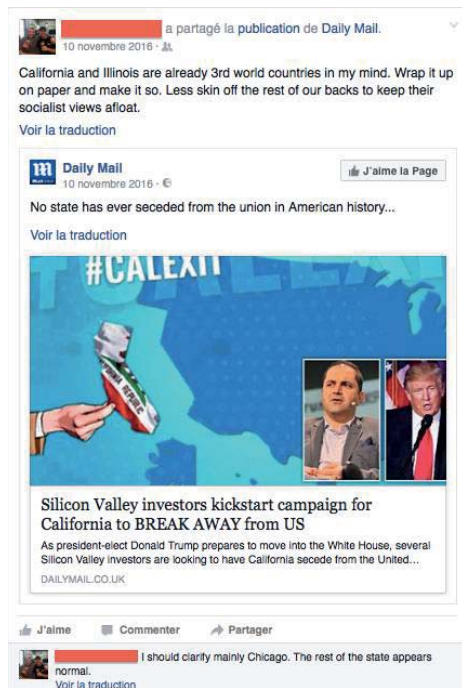 a partagé la publication de Daily Mail.
10 novembre 2016 ·
California and Illinois are already 3rd world countries in my mind. Wrap it up
on paper and make it so. Less skin off the rest of our backs to keep their
socialist views afloat.
Voir la traduction
m
Mail Online
Daily Mail
10 novembre 2016 ·
J'aime la Page
No state has ever seceded from the union in American history...
Voir la traduction
#CALEXIT
CALIFORNIA REPUBLIC
Silicon Valley investors kickstart campaign for
California to BREAK AWAY from US
As president-elect Donald Trump prepares to move into the White House, several
Silicon Valley investors are looking to have California secede from the United...
DAILYMAIL.CO.UK
J'aime Commenter Partager
I should clarify mainly Chicago. The rest of the state appears
normal.
Voir la traduction